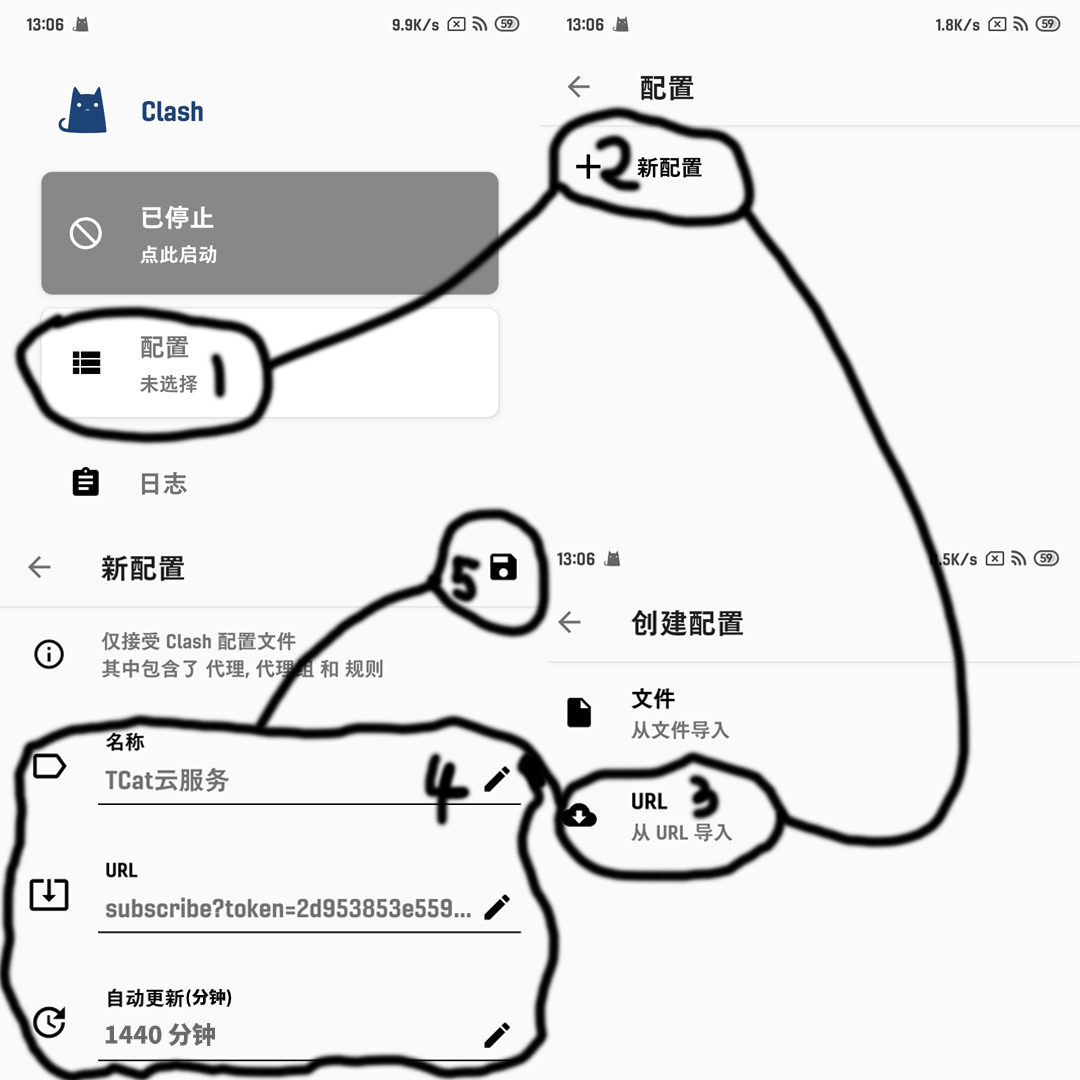 13:06
9.9K/s
59
Clash
已停止
点此启动
配置
未选择
1
日志
13:06
1.8K/s
59
配置
2
新配置
新配置
5
仅接受 Clash 配置文件
其中包含了 代理, 代理组 和 规则
名称
TCat云服务
4
URL
subscribe?token=2d953853e559...
自动更新(分钟)
1440 分钟
13:06
.5K/s
59
创建配置
文件
从文件导入
URL
3
从 URL 导入